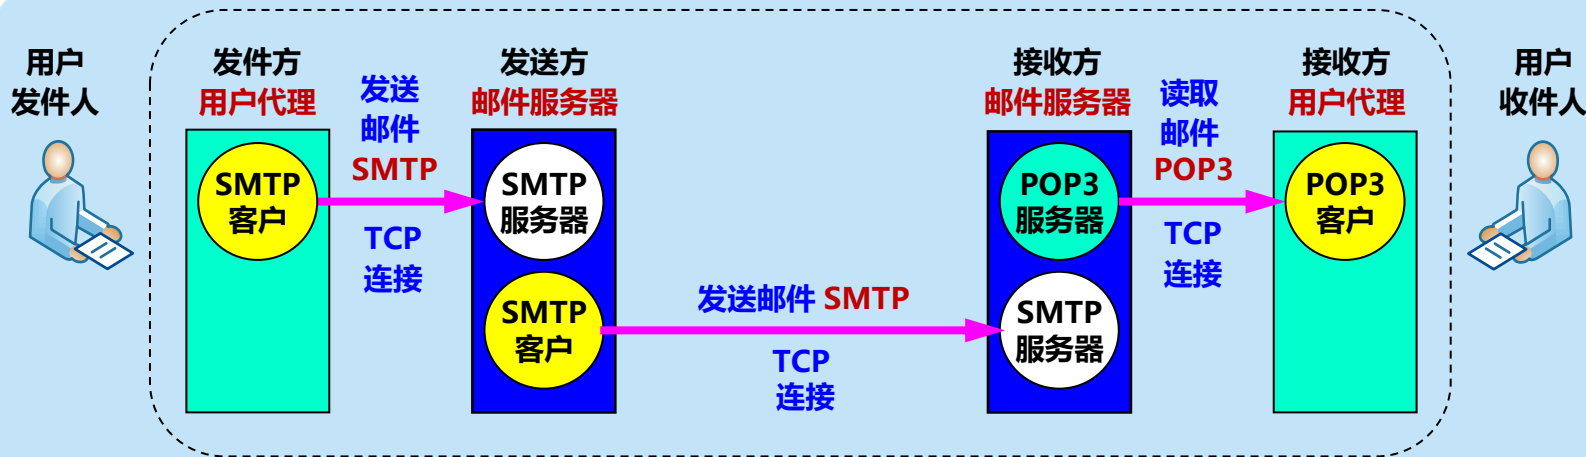 用户
发件人
发件方
用户代理
发送
邮件
SMTP
TCP
连接
SMTP
客户
发送方
邮件服务器
SMTP
服务器
SMTP
客户
发送邮件 SMTP
TCP
连接
接收方
邮件服务器
POP3
服务器
SMTP
服务器
读取
邮件
POP3
TCP
连接
接收方
用户代理
POP3
客户
用户
收件人